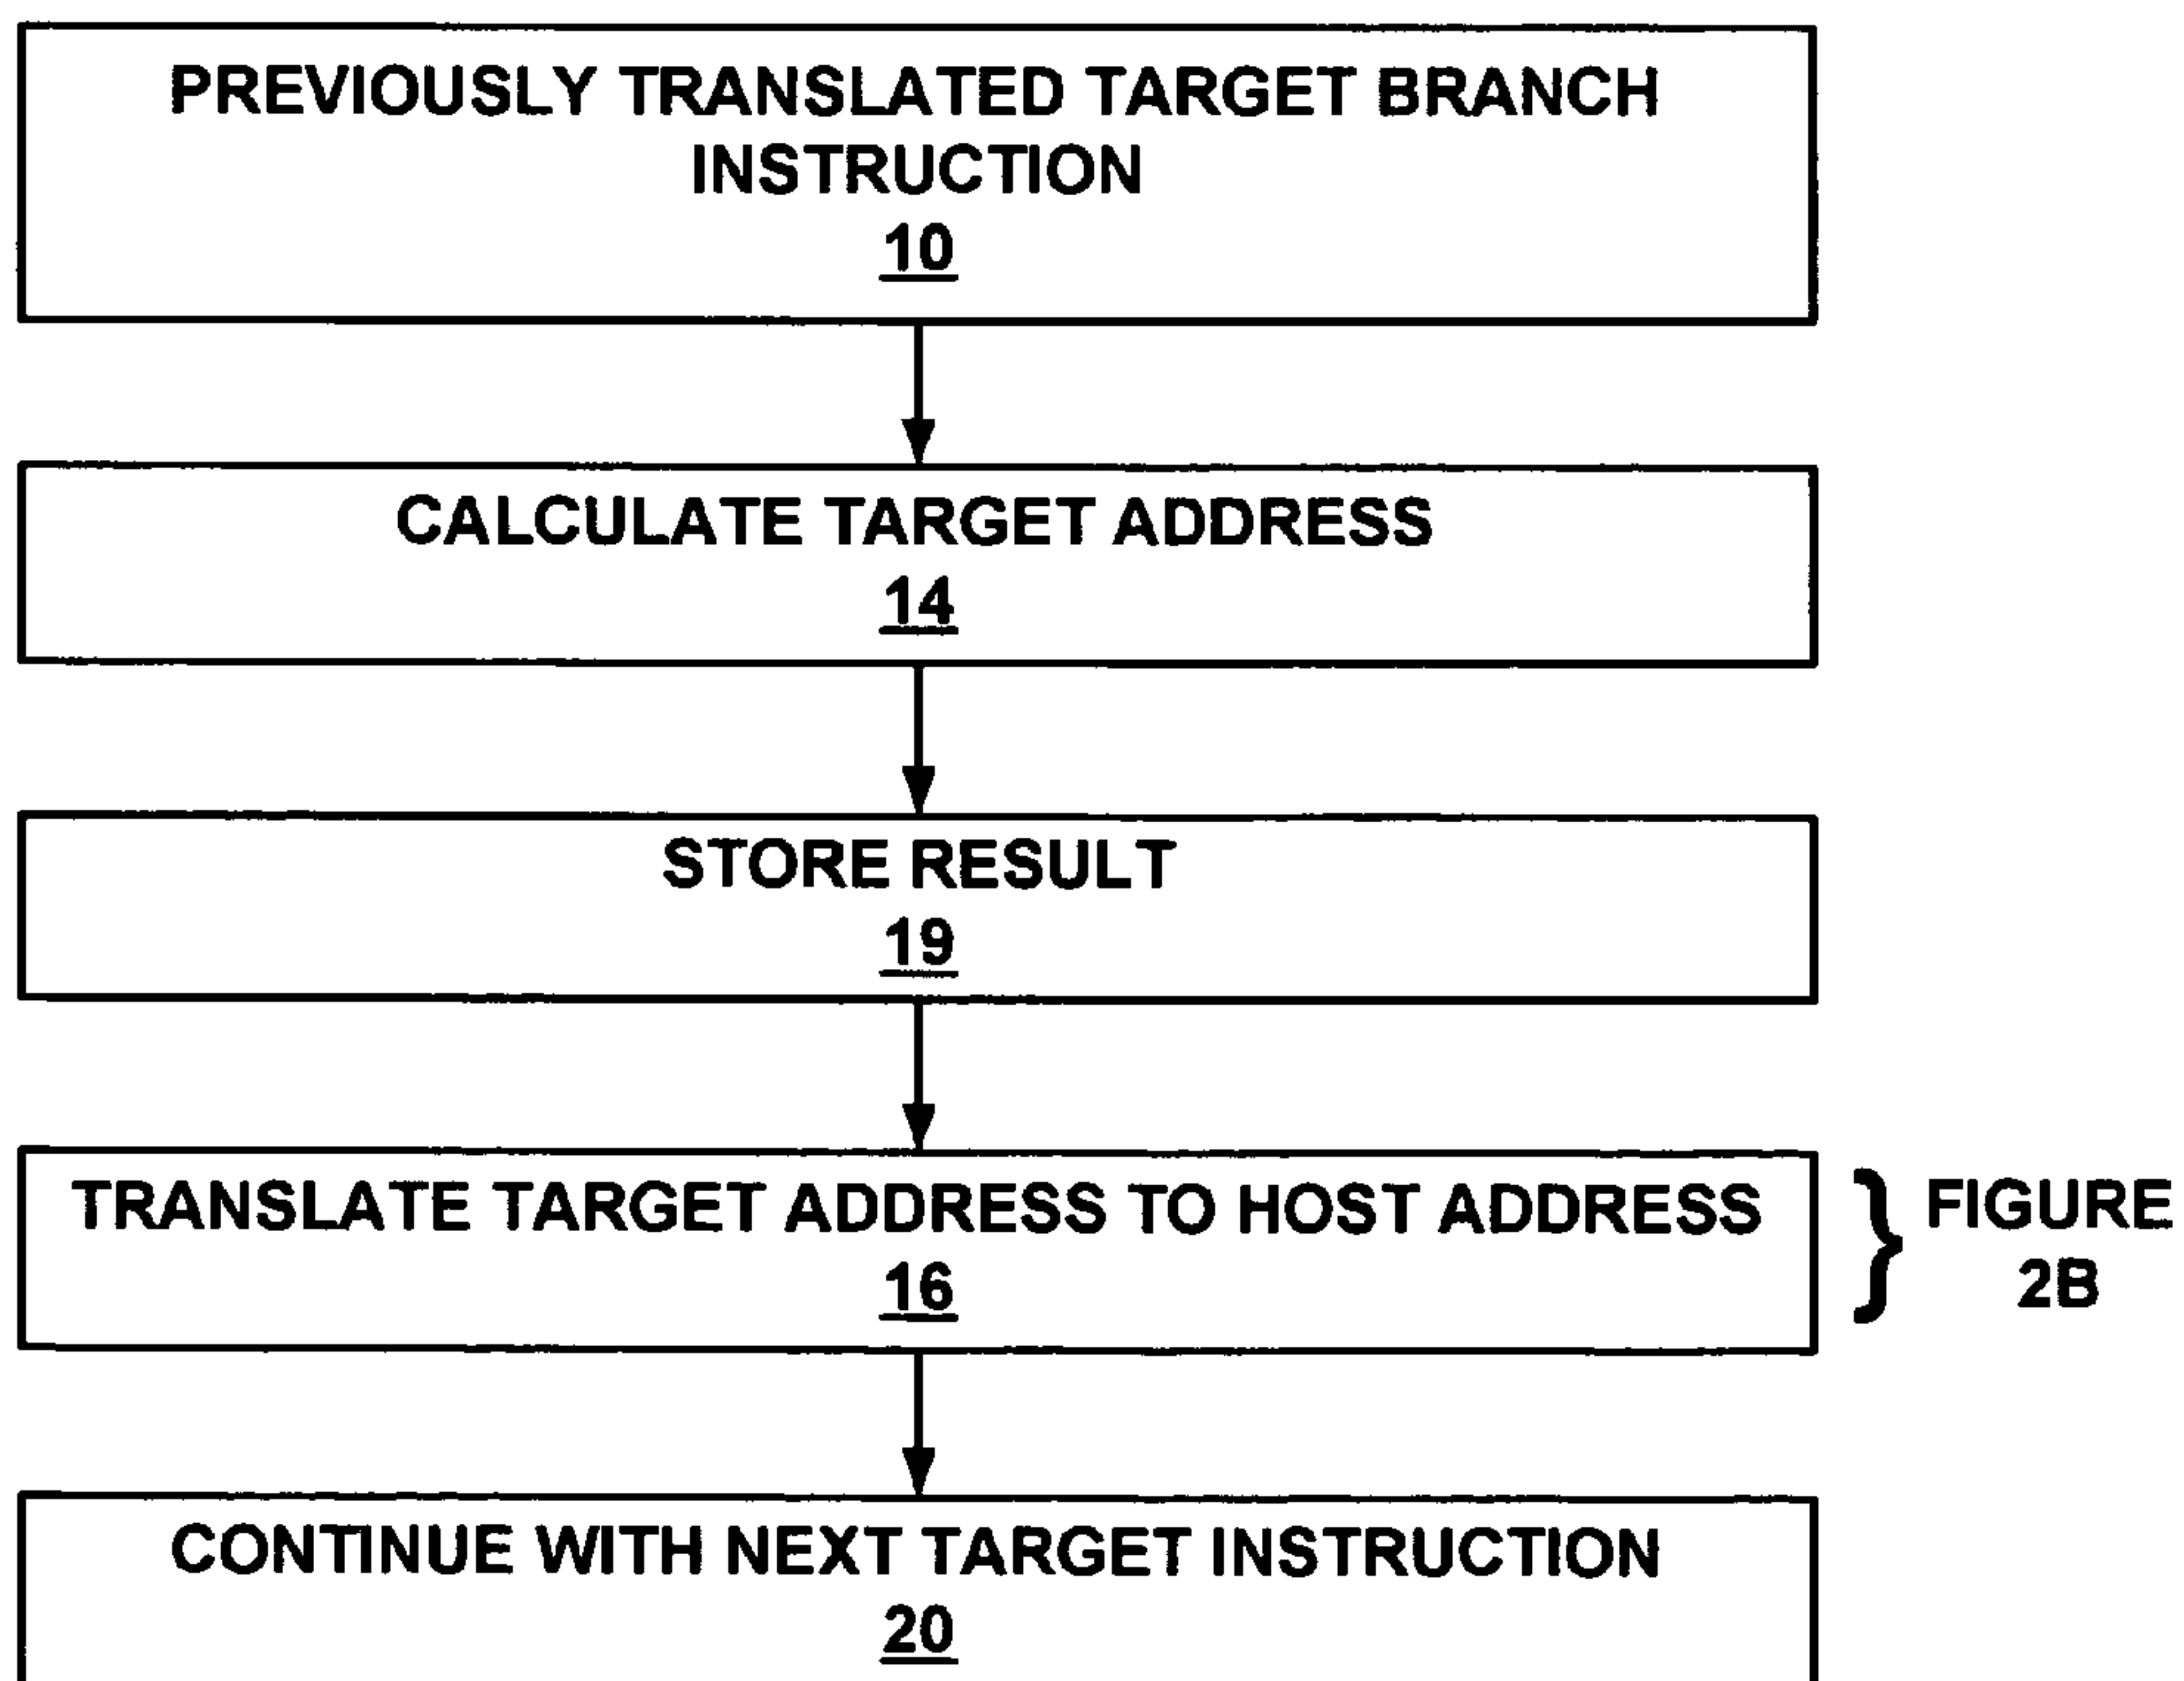 PREVIOUSLY TRANSLATED TARGET BRANCH
INSTRUCTION
10
CALCULATE TARGET ADDRESS
14
STORE RESULT
19
TRANSLATE TARGET ADDRESS TO HOST ADDRESS
16
} FIGURE
2B
CONTINUE WITH NEXT TARGET INSTRUCTION
20